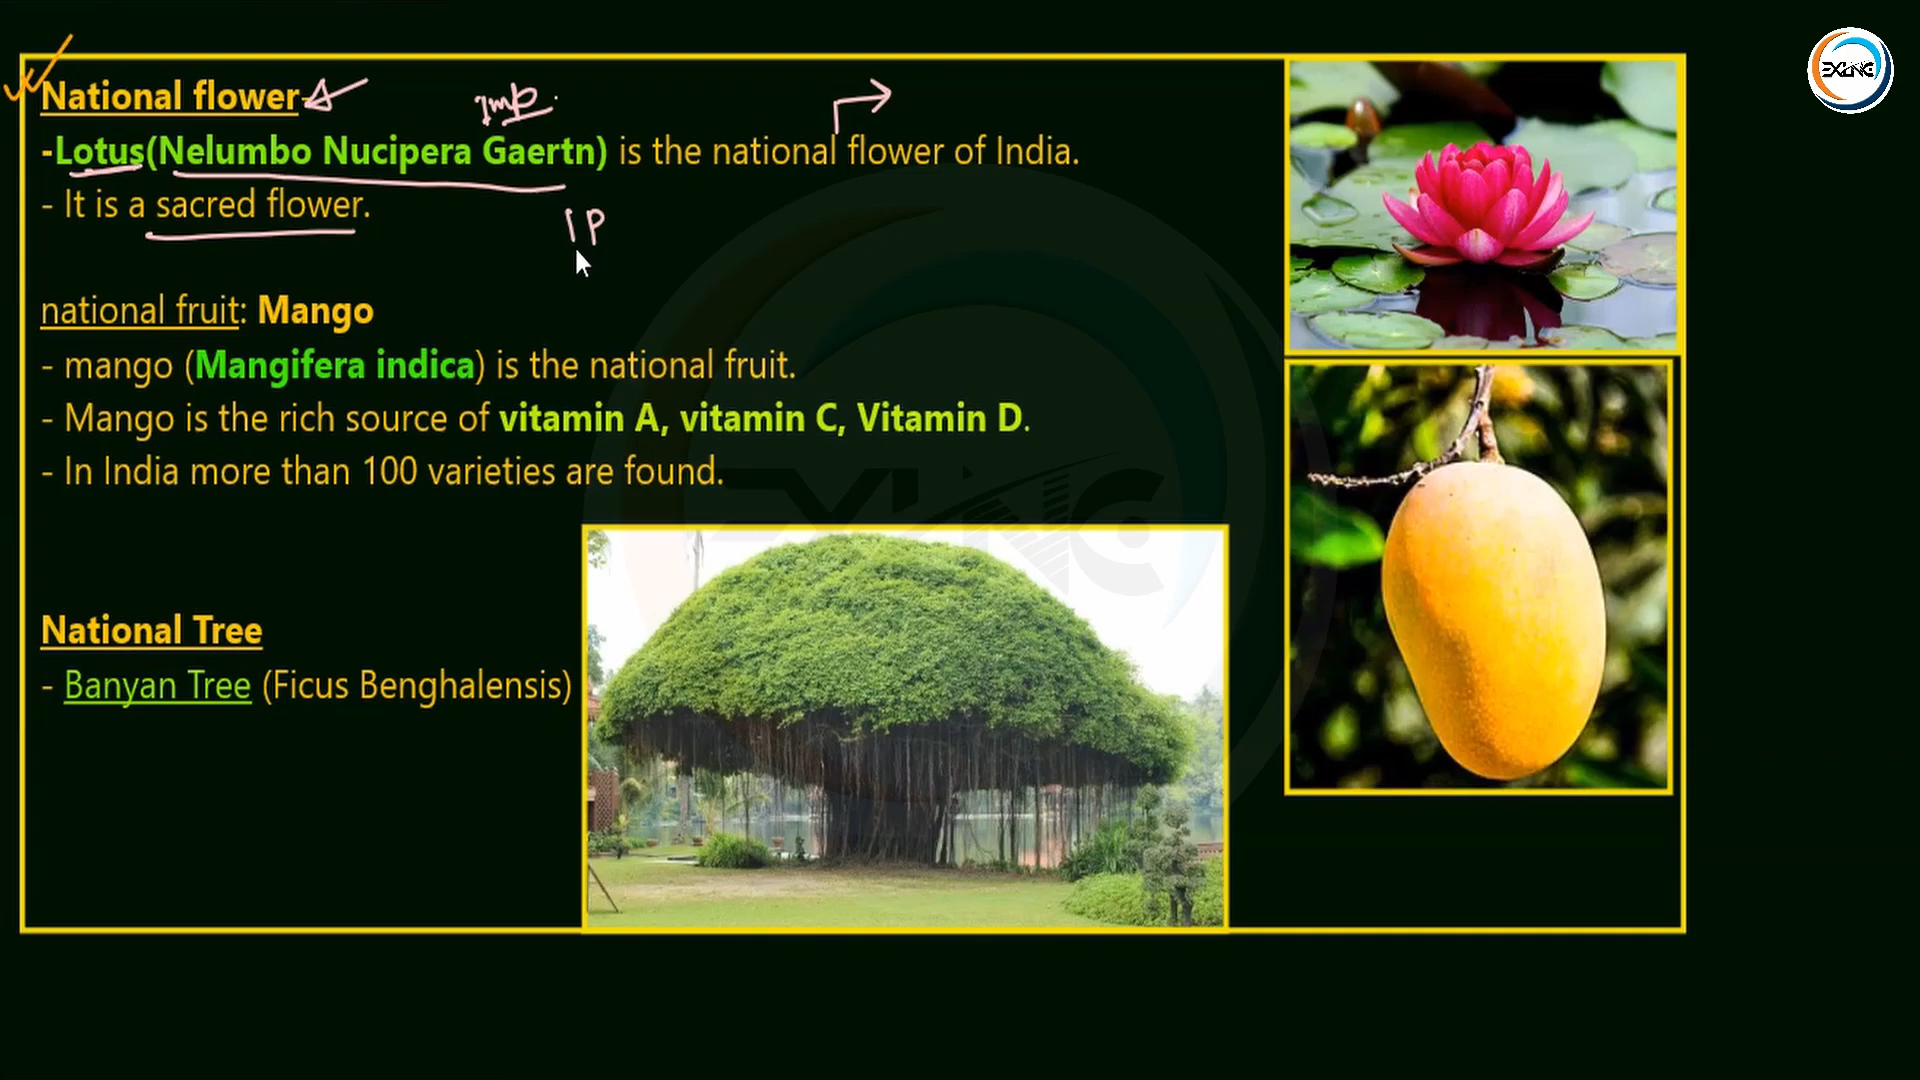 National flower-
Imp.
-Lotus(Nelumbo Nucipera Gaertn) is the national flower of India.
- It is a sacred flower.
IP
national fruit: Mango
- mango (Mangifera indica) is the national fruit.
- Mango is the rich source of vitamin A, vitamin C, Vitamin D.
- In India more than 100 varieties are found.
National Tree
- Banyan Tree (Ficus Benghalensis)